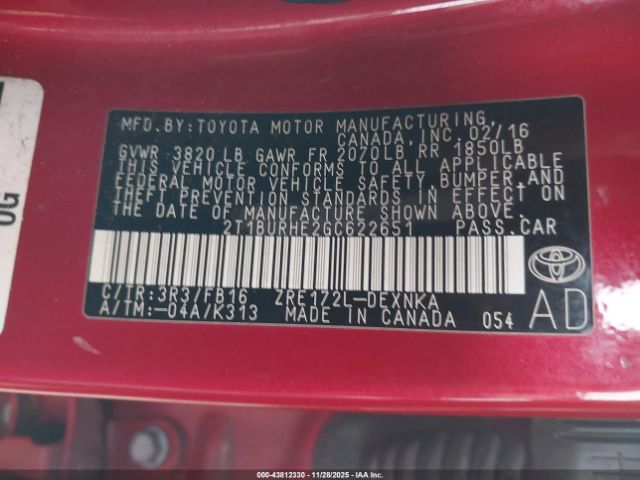 MFD.BY:TOYOTA MOTOR MANUFACTURING,
CANADA, INC. 02/16
GVWR 3820 LB GAWR FR 2070LB RR 1850LB
THIS VEHICLE CONFORMS TO ALL APPLICABLE
FEDERAL MOTOR VEHICLE SAFETY, BUMPER, AND
THEFT PREVENTION STANDARDS IN EFFECT ON
THE DATE OF MANUFACTURE SHOWN ABOVE.
2T1BURHE2GC622651 PASS.CAR
C/TR:3R3/FB16 ZRE172L-DEXNKA
A/TM:-04A/K313 MADE IN CANADA 054
AD
OG
000-43812330 | 11/28/2025 - IAA Corp.